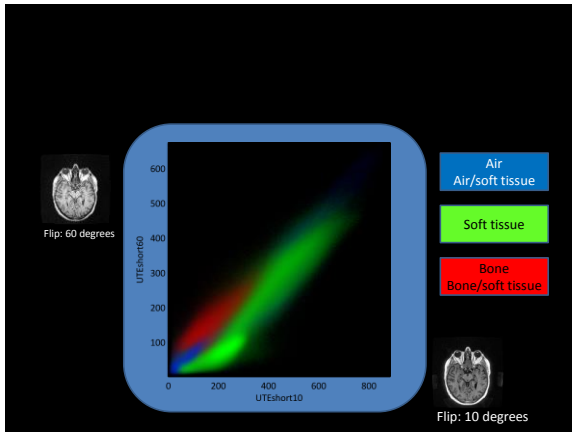 Air
Air/soft tissue
Soft tissue
Bone
Bone/soft tissue
Flip: 60 degrees
UTEshort60
600
500
400
300
200
100
0
200
400
600
800
UTEshort10
Flip: 10 degrees